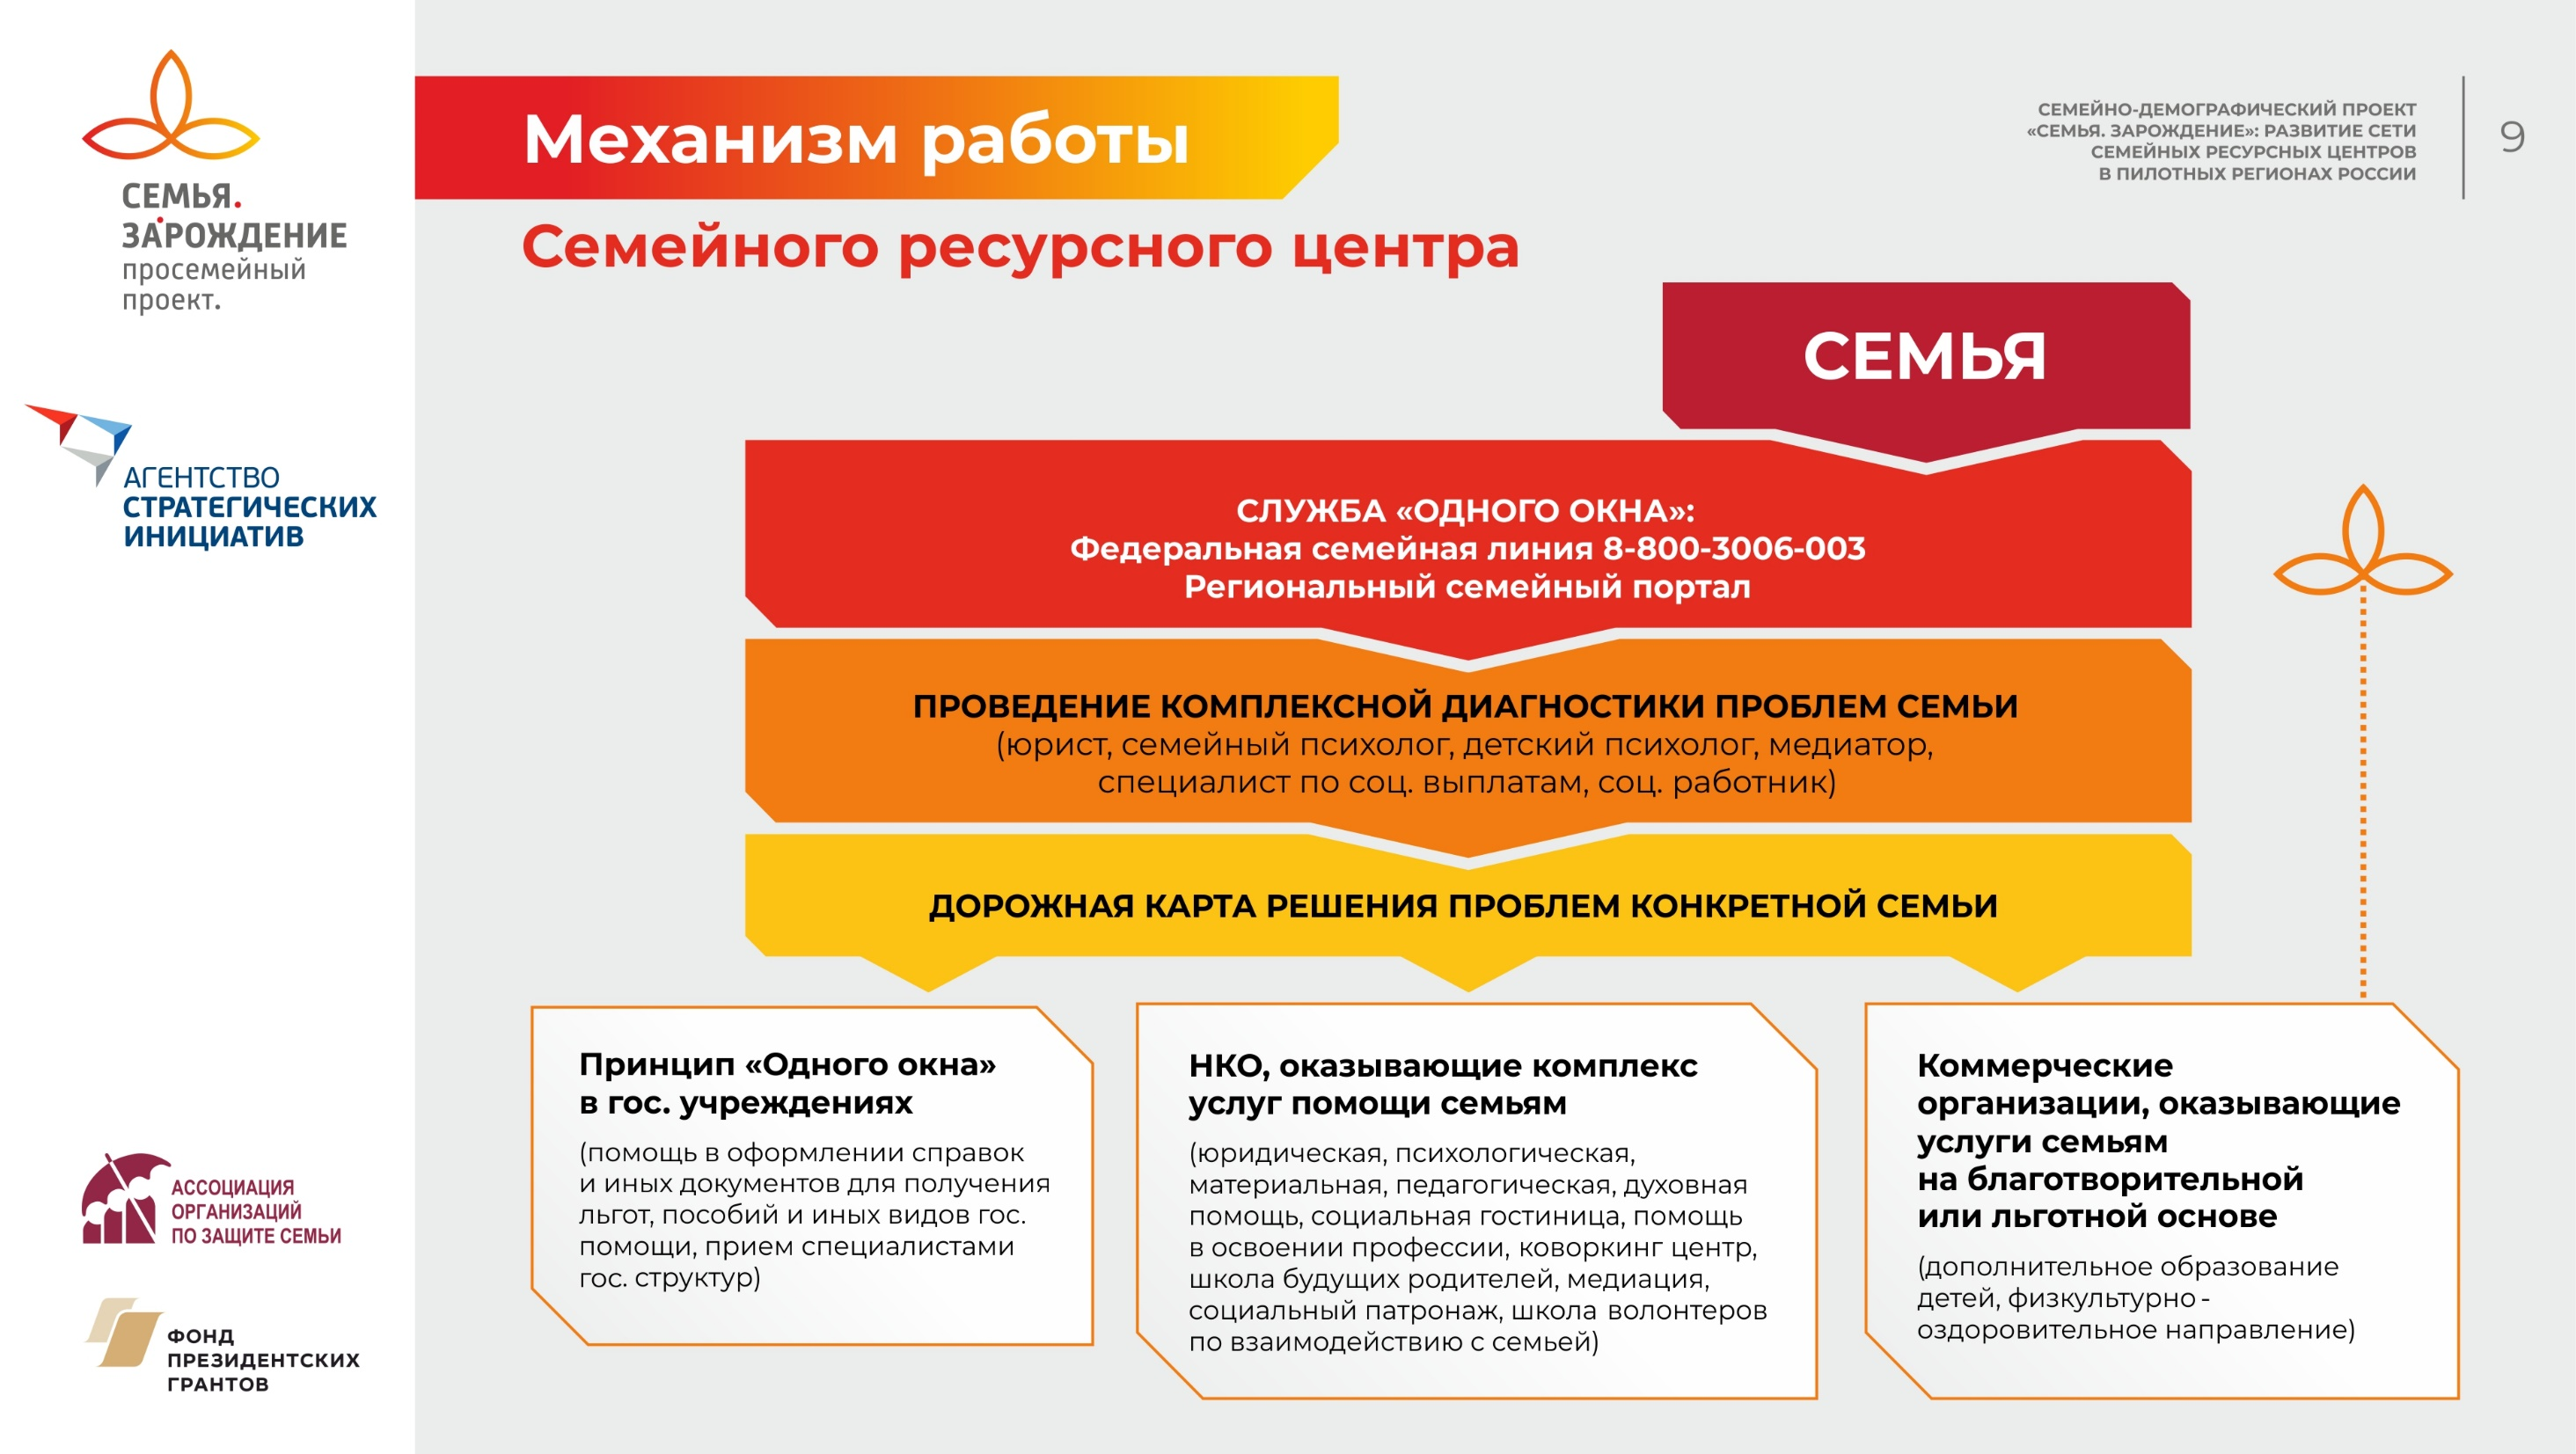 СЕМЬЯ.
ЗАРОЖДЕНИЕ
просемейный
проект.
АГЕНТСТВО
СТРАТЕГИЧЕСКИХ
ИНИЦИАТИВ
АССОЦИАЦИЯ
ОРГАНИЗАЦИЙ
ПО ЗАЩИТЕ СЕМЬИ
ФОНД
ПРЕЗИДЕНТСКИХ
ГРАНТОВ
Механизм работы
Семейного ресурсного центра
СЕМЕЙНО-ДЕМОГРАФИЧЕСКИЙ ПРОЕКТ
«СЕМЬЯ. ЗАРОЖДЕНИЕ»: РАЗВИТИЕ СЕТИ
СЕМЕЙНЫХ РЕСУРСНЫХ ЦЕНТРОВ
В ПИЛОТНЫХ РЕГИОНАХ РОССИИ
9
СЕМЬЯ
СЛУЖБА «ОДНОГО ОКНА»:
Федеральная семейная линия 8-800-3006-003
Региональный семейный портал
ПРОВЕДЕНИЕ КОМПЛЕКСНОЙ ДИАГНОСТИКИ ПРОБЛЕМ СЕМЬИ
(юрист, семейный психолог, детский психолог, медиатор,
специалист по соц. выплатам, соц. работник)
ДОРОЖНАЯ КАРТА РЕШЕНИЯ ПРОБЛЕМ КОНКРЕТНОЙ СЕМЬИ
Принцип «Одного окна»
в гос. учреждениях
(помощь в оформлении справок
и иных документов для получения
льгот, пособий и иных видов гос.
помощи, прием специалистами
гос. структур)
НКО, оказывающие комплекс
услуг помощи семьям
(юридическая, психологическая,
материальная, педагогическая, духовная
помощь, социальная гостиница, помощь
в освоении профессии, коворкинг центр,
школа будущих родителей, медиация,
социальный патронаж, школа волонтеров
по взаимодействию с семьей)
Коммерческие
организации, оказывающие
услуги семьям
на благотворительной
или льготной основе
(дополнительное образование
детей, физкультурно-
оздоровительное направление)